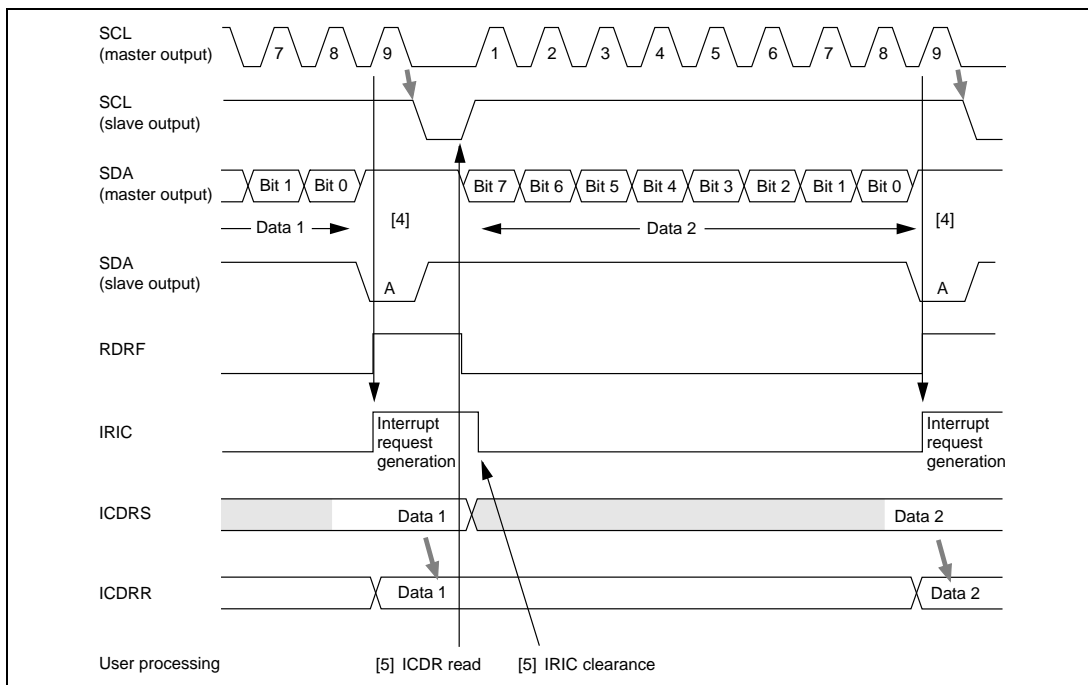 SCL
(master output)
7 8 9 1 2 3 4 5 6 7 8 9
SCL
(slave output)
SDA
(master output)
Bit 1 Bit 0 Bit 7 Bit 6 Bit 5 Bit 4 Bit 3 Bit 2 Bit 1 Bit 0
Data 1 [4] Data 2 [4]
SDA
(slave output)
A A
RDRF
IRIC
Interrupt
request
generation
Interrupt
request
generation
ICDRS
Data 1 Data 2
ICDRR
Data 1 Data 2
User processing [5] ICDR read [5] IRIC clearance